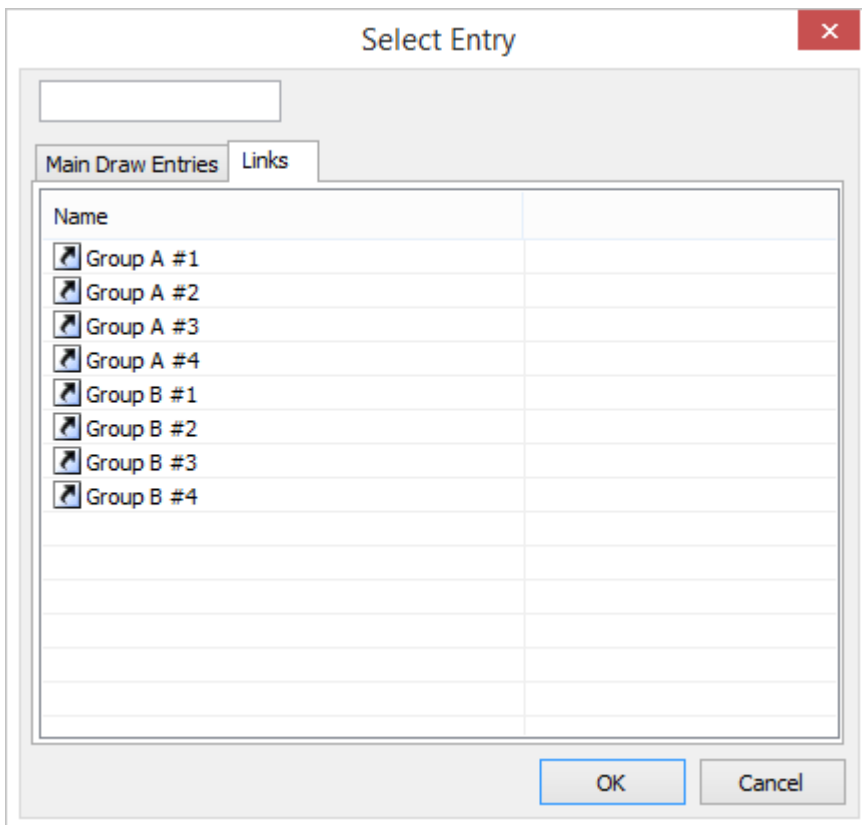 Select Entry
Main Draw Entries Links
Name
Group A #1
Group A #2
Group A #3
Group A #4
Group B #1
Group B #2
Group B #3
Group B #4
OK Cancel